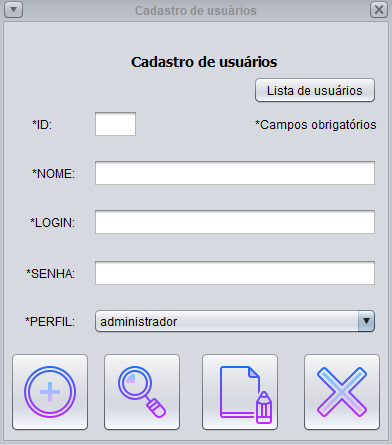 Cadastro de usuários
Cadastro de usuários
Lista de usuários
*ID:
*Campos obrigatórios
*NOME:
*LOGIN:
*SENHA:
*PERFIL: administrador